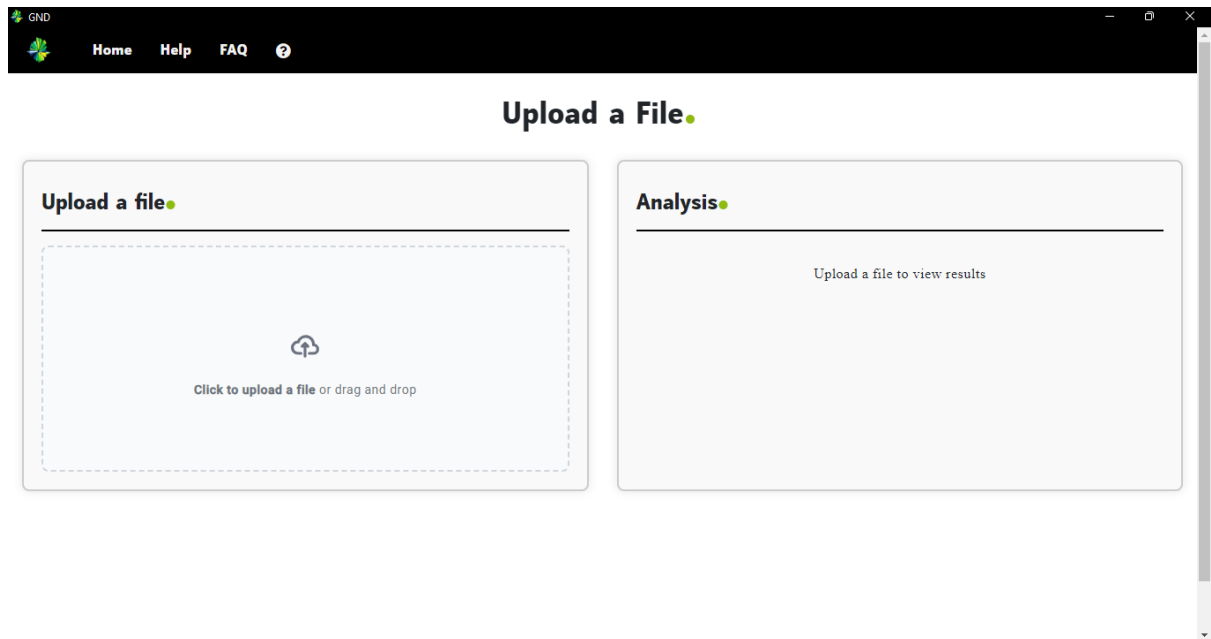 GND
Home Help FAQ ?
Upload a File.
Upload a file.
Click to upload a file or drag and drop
Analysis.
Upload a file to view results